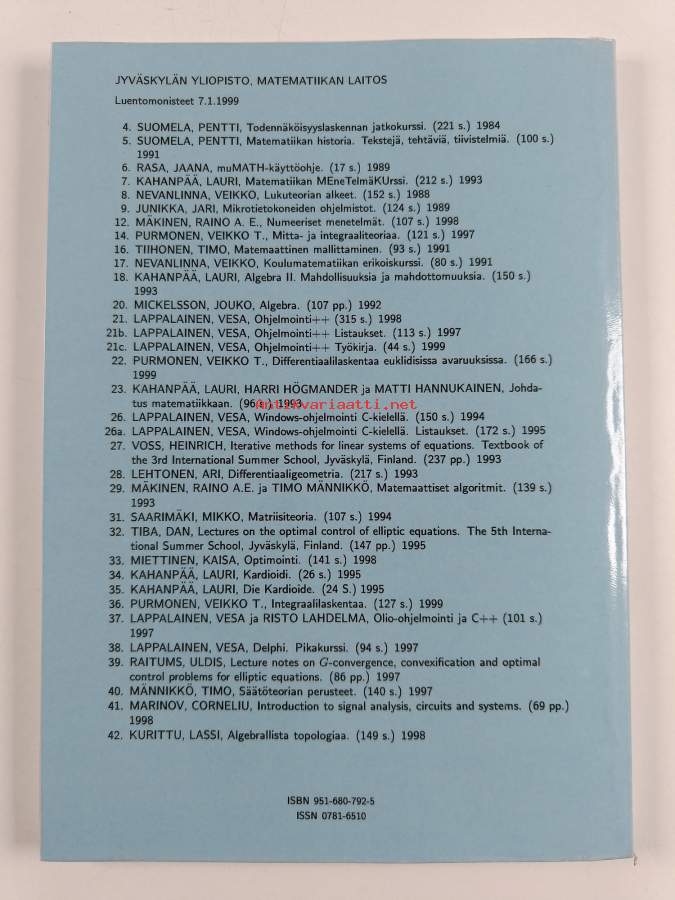 JYVÄSKYLÄN YLIOPISTO, MATEMATIIKAN LAITOS
Luentomonisteet 7.1.1999
4. SUOMELA, PENTTI, Todennäköisyyslaskennan jatkokurssi. (221 s.) 1984
5. SUOMELA, PENTTI, Matematiikan historia. Tekstejä, tehtäviä, tiivistelmiä. (100 s.)
1991
6. RASA, JAANA, muMATH-käyttöohje. (17 s.) 1989
7. KAHANPÄÄ, LAURI, Matematiikan MEneTelmäKUrssi. (212 s.) 1993
8. NEVANLINNA, VEIKKO, Lukuteorian alkeet. (152 s.) 1988
9. JUNIKKA, JARI, Mikrotietokoneiden ohjelmistot. (124 s.) 1989
12. MÄKINEN, RAINO A. E., Numeeriset menetelmät. (107 s.) 1998
14. PURMONEN, VEIKKO T., Mitta- ja integraaliteoriaa. (121 s.) 1997
16. TIIHONEN, TIMO, Matemaattinen mallittaminen. (93 s.) 1991
17. NEVANLINNA, VEIKKO, Koulumatematiikan erikoiskurssi. (80 s.) 1991
18. KAHANPÄÄ, LAURI, Algebra II. Mahdollisuuksia ja mahdottomuuksia. (150 s.)
1993
20. MICKELSSON, JOUKO, Algebra. (107 pp.) 1992
21. LAPPALAINEN, VESA, Ohjelmointi++ (315 s.) 1998
21b. LAPPALAINEN, VESA, Ohjelmointi++ Listaukset. (113 s.) 1997
21c. LAPPALAINEN, VESA, Ohjelmointi++ Työkirja. (44 s.) 1999
22. PURMONEN, VEIKKO T., Differentiaalilaskentaa euklidisissa avaruuksissa. (166 s.)
1999
23. KAHANPÄÄ, LAURI, HARRI HÖGMANDER ja MATTI HANNUKAINEN, Johda-
tus matematiikkaan. (96 s.) 1993
antikvariaatti.net
26. LAPPALAINEN, VESA, Windows-ohjelmointi C-kielellä. (150 s.) 1994
26a. LAPPALAINEN, VESA, Windows-ohjelmointi C-kielellä. Listaukset. (172 s.) 1995
27. VOSS, HEINRICH, Iterative methods for linear systems of equations. Textbook of
the 3rd International Summer School, Jyväskylä, Finland. (237 pp.) 1993
28. LEHTONEN, ARI, Differentiaaligeometria. (217 s.) 1993
29. MÄKINEN, RAINO A.E. ja TIMO MÄNNIKKÖ, Matemaattiset algoritmit. (139 s.)
1993
31. SAARIMÄKI, MIKKO, Matriisiteoria. (107 s.) 1994
32. TIBA, DAN, Lectures on the optimal control of elliptic equations. The 5th Interna-
tional Summer School, Jyväskylä, Finland. (147 pp.) 1995
33. MIETTINEN, KAISA, Optimointi. (141 s.) 1998
34. KAHANPÄÄ, LAURI, Kardioidi. (26 s.) 1995
35. KAHANPÄÄ, LAURI, Die Kardioide. (24 S.) 1995
36. PURMONEN, VEIKKO T., Integraalilaskentaa. (127 s.) 1999
37. LAPPALAINEN, VESA ja RISTO LAHDELMA, Olio-ohjelmointi ja C++ (101 s.)
1997
38. LAPPALAINEN, VESA, Delphi. Pikakurssi. (94 s.) 1997
39. RAITUMS, ULDIS, Lecture notes on G-convergence, convexification and optimal
control problems for elliptic equations. (86 pp.) 1997
40. MÄNNIKKÖ, TIMO, Säätöteorian perusteet. (140 s.) 1997
41. MARINOV, CORNELIU, Introduction to signal analysis, circuits and systems. (69 pp.)
1998
42. KURITTU, LASSI, Algebrallista topologiaa. (149 s.) 1998
ISBN 951-680-792-5
ISSN 0781-6510